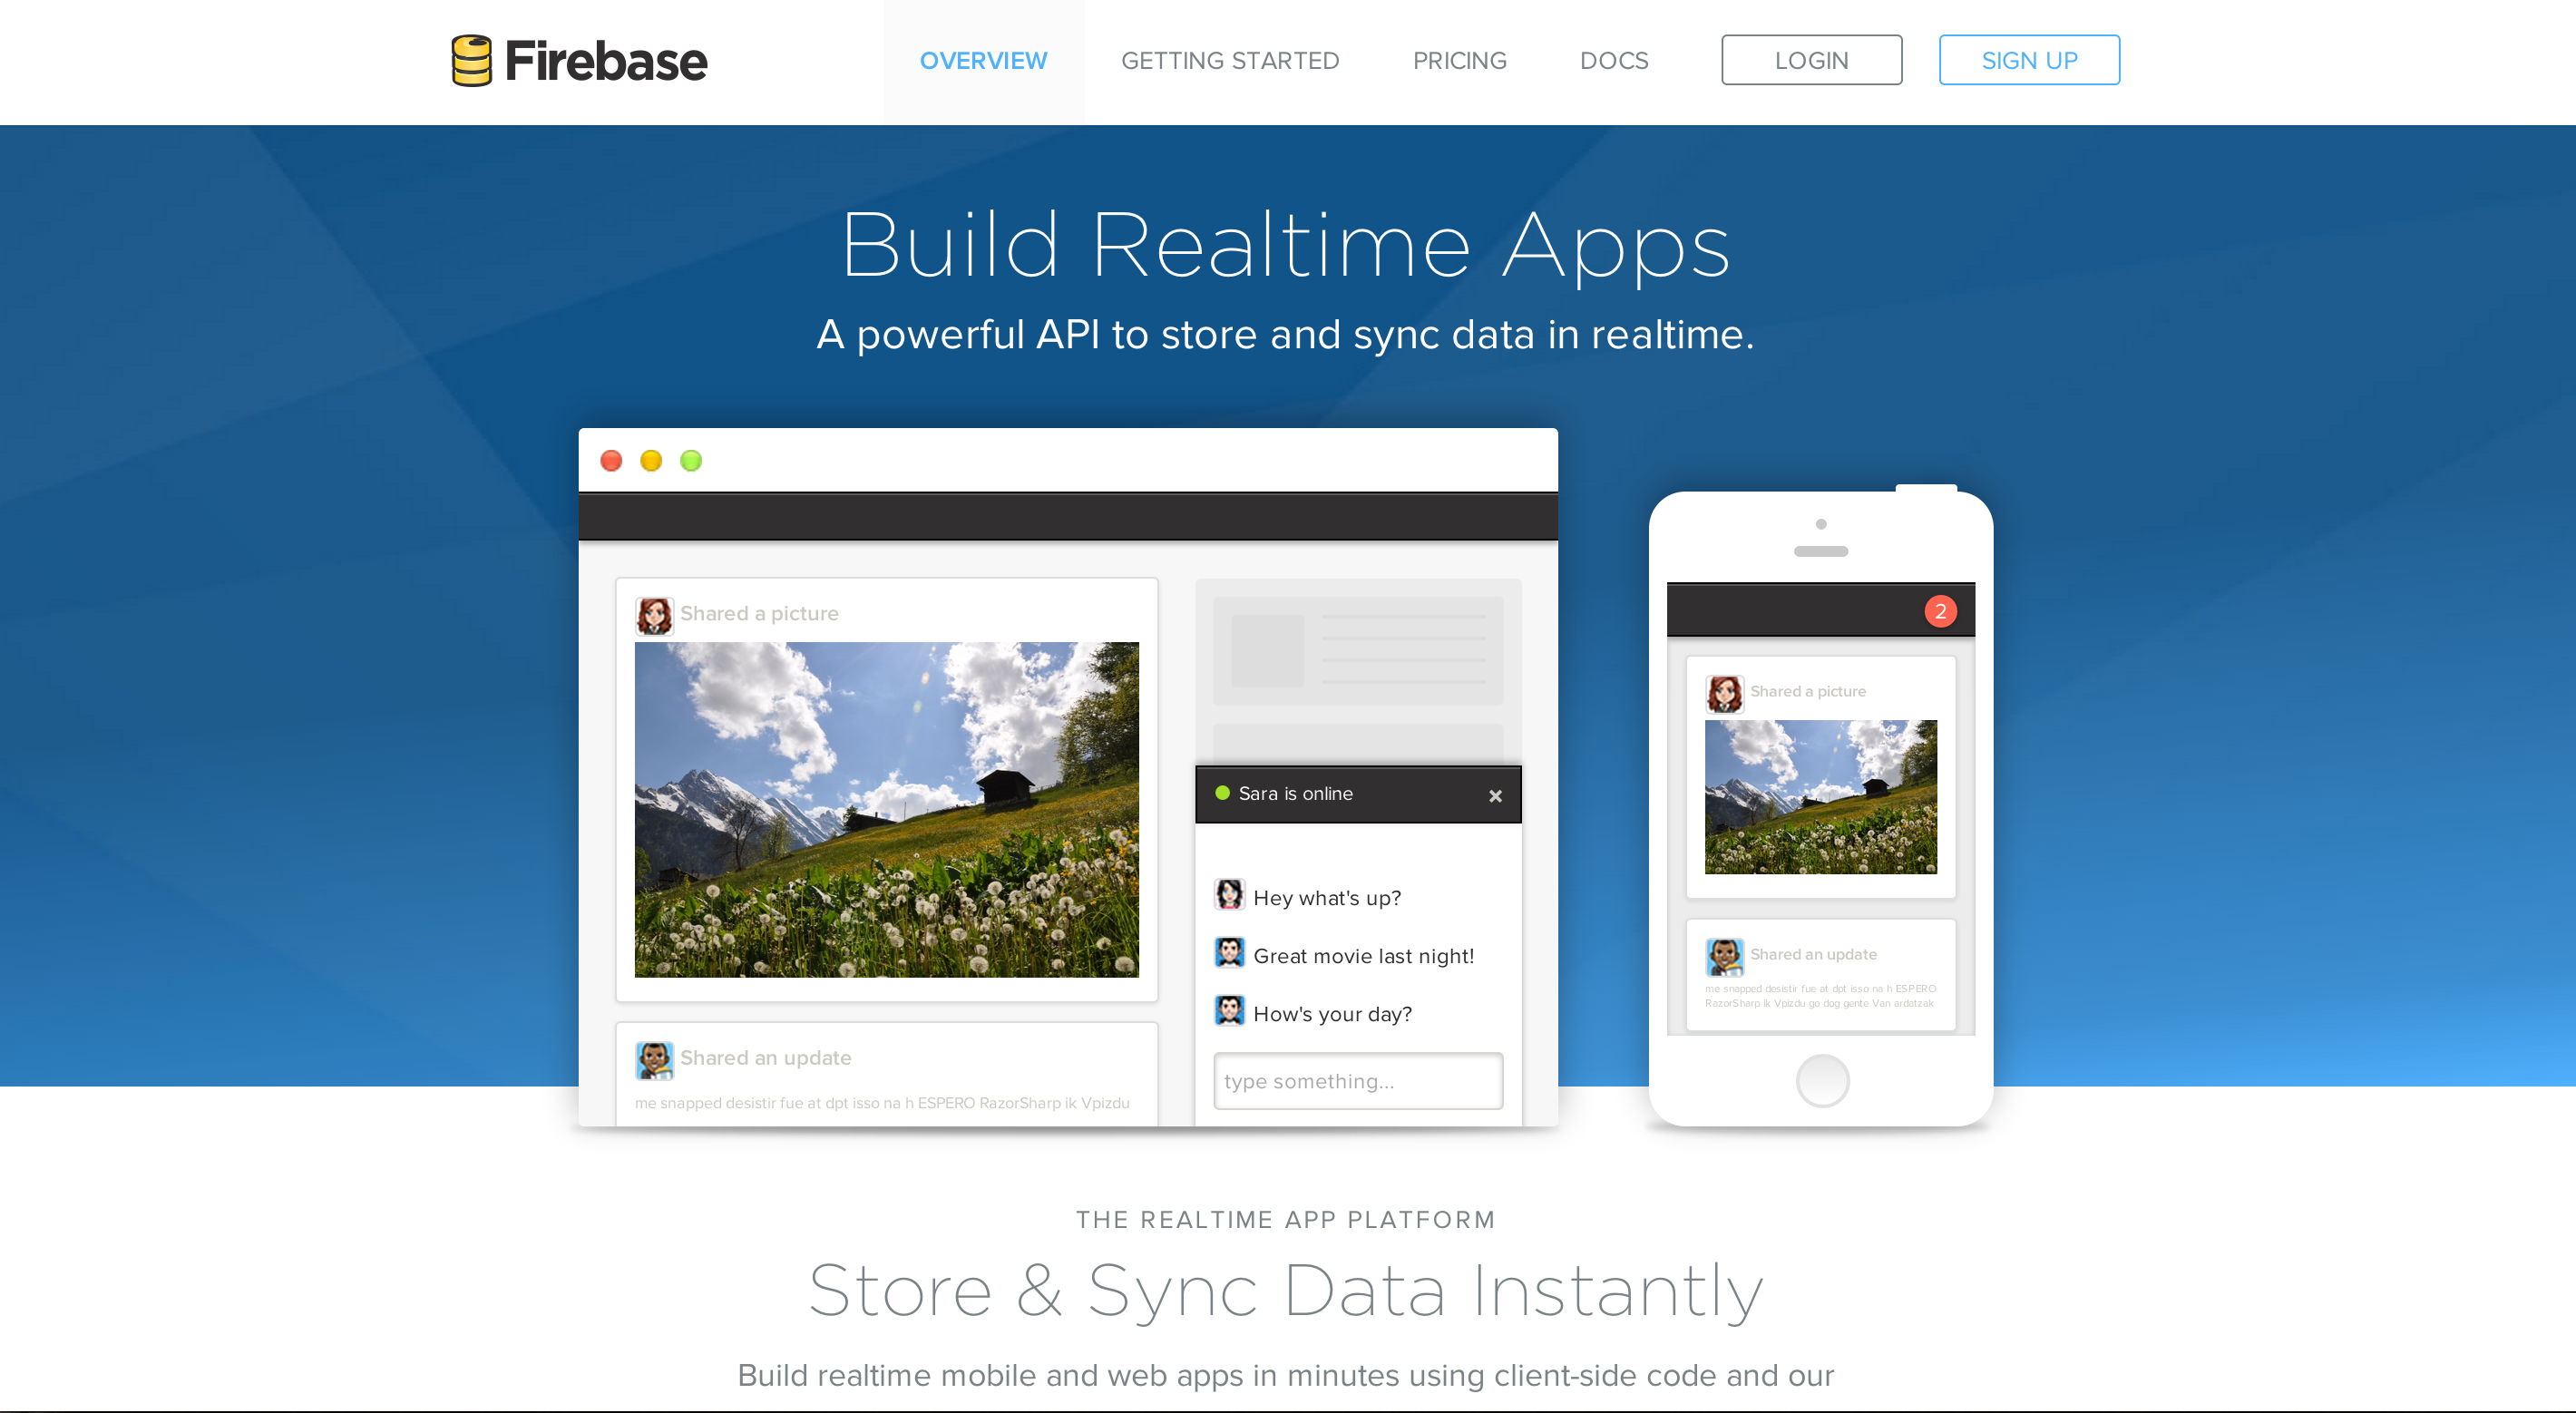 Firebase
OVERVIEW
GETTING STARTED
PRICING
DOCS
LOGIN
SIGN UP
Build Realtime Apps
A powerful API to store and sync data in realtime.
Shared a picture
Shared an update
me snapped desistir fue at dpt isso na h ESPERO RazorSharp ik Vpizdu
Sara is online
×
Hey what's up?
Great movie last night!
How's your day?
type something...
2
Shared a picture
Shared an update
me snapped desistir fue at dpt isso na h ESPERO
RazorSharp ik Vpizdu go dog gente Van ardatzak
THE REALTIME APP PLATFORM
Store & Sync Data Instantly
Build realtime mobile and web apps in minutes using client-side code and our